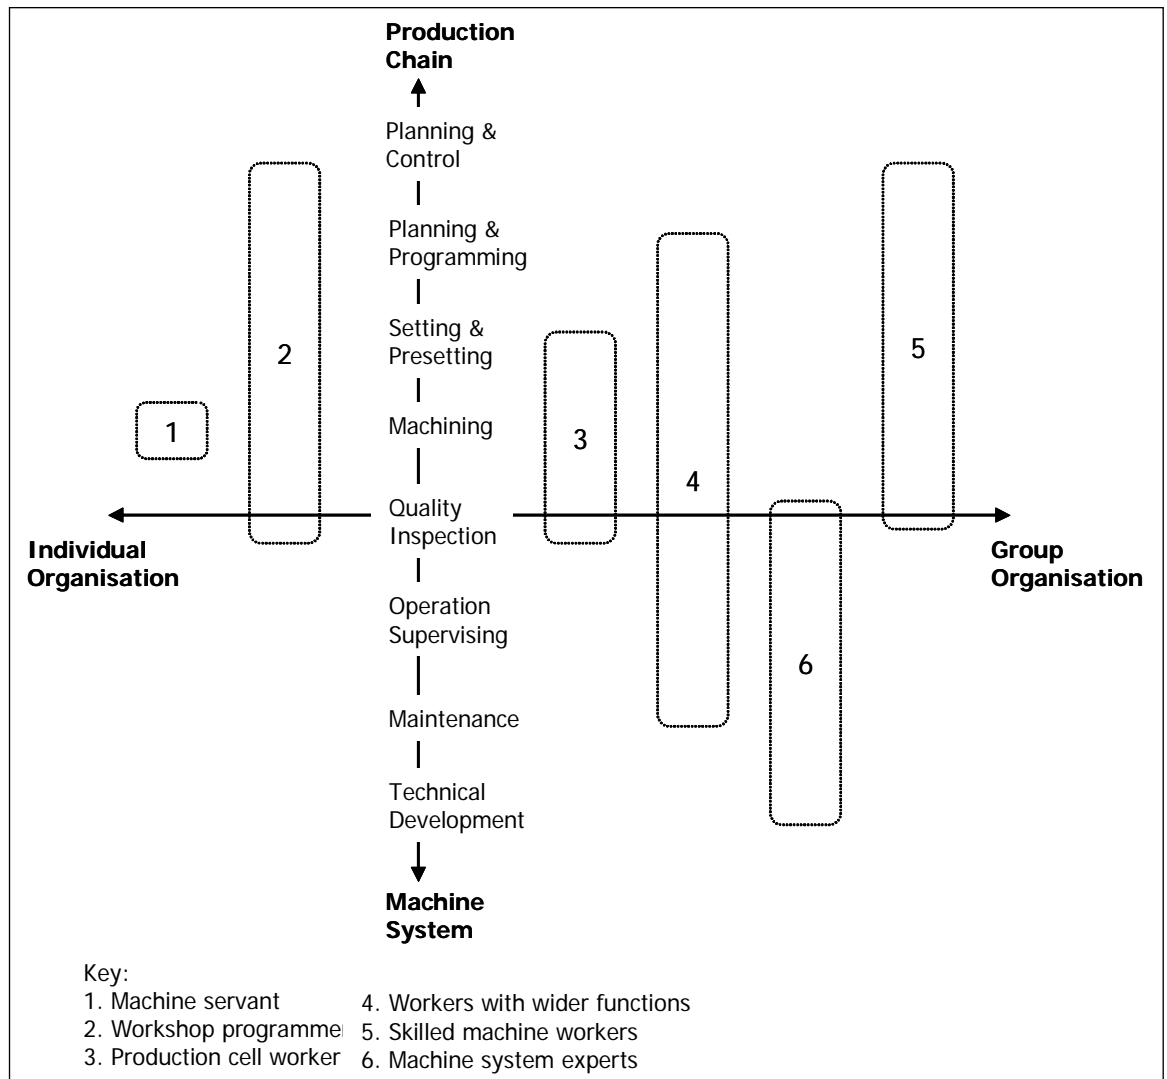 Production
Chain
Planning &
Control
Planning &
Programming
Setting &
Presetting
Machining
Quality
Inspection
Operation
Supervising
Maintenance
Technical
Development
Machine
System
Individual
Organisation
Group
Organisation
1
2
3
4
5
6
Key:
1. Machine servant
2. Workshop programme
3. Production cell worker
4. Workers with wider functions
5. Skilled machine workers
6. Machine system experts